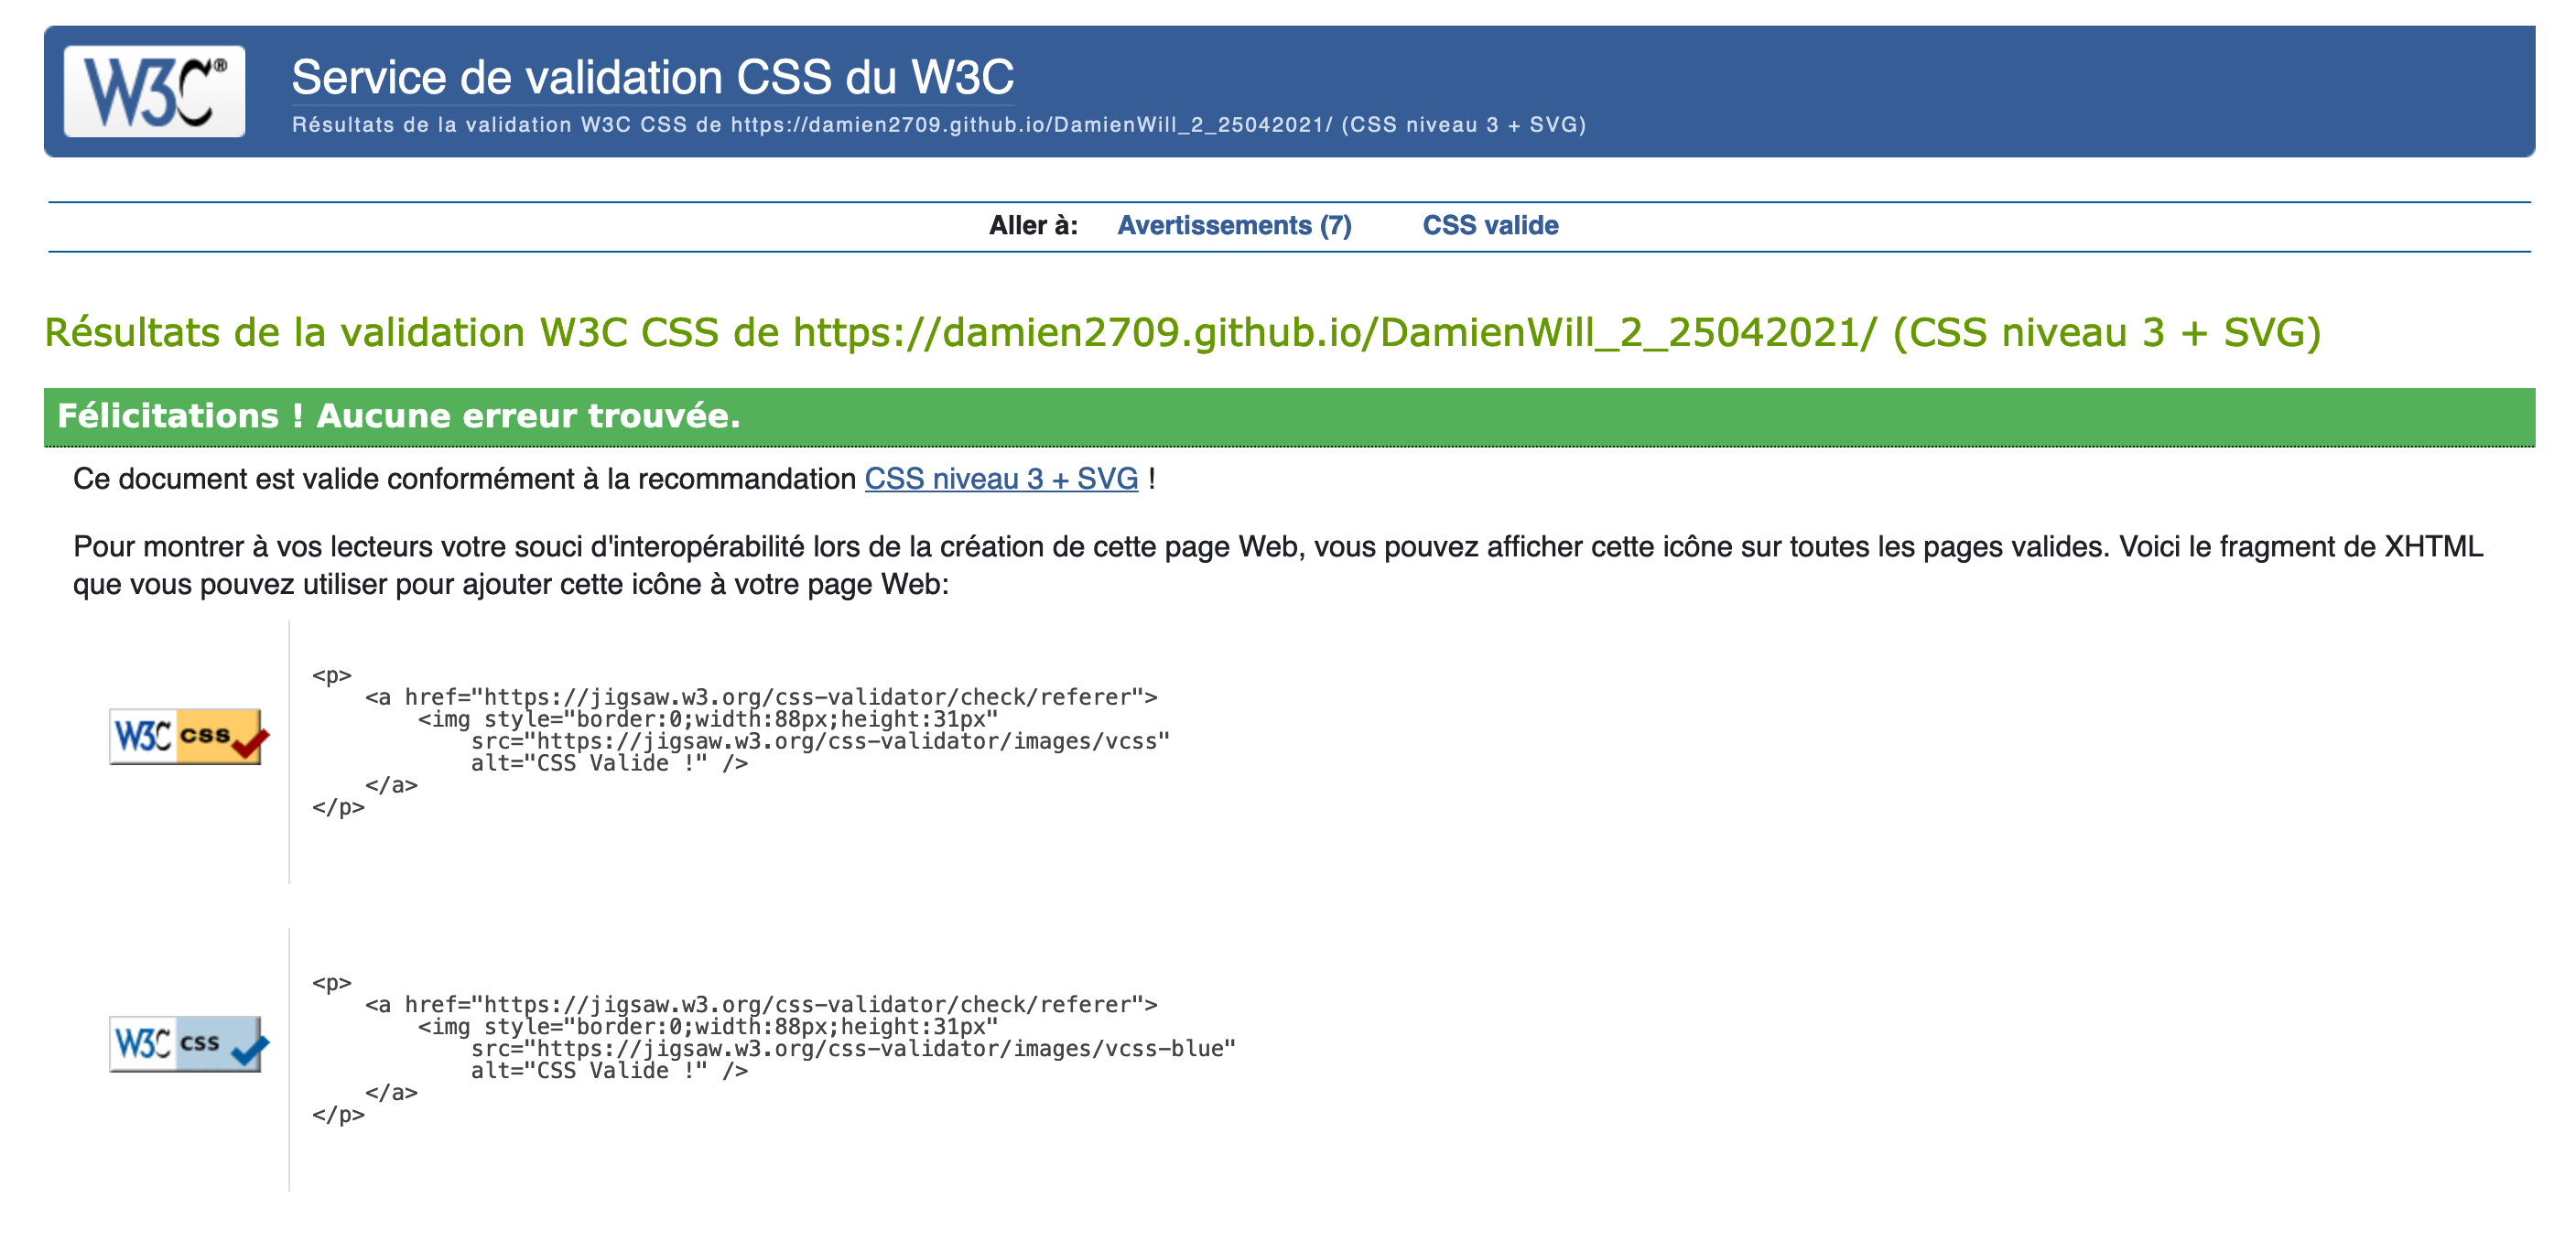 W3C®
Service de validation CSS du W3C
Résultats de la validation W3C CSS de https://damien2709.github.io/DamienWill_2_25042021/ (CSS niveau 3 + SVG)
Aller à: Avertissements (7) CSS valide
Résultats de la validation W3C CSS de https://damien2709.github.io/DamienWill_2_25042021/ (CSS niveau 3 + SVG)
Félicitations ! Aucune erreur trouvée.
Ce document est valide conformément à la recommandation CSS niveau 3 + SVG !
Pour montrer à vos lecteurs votre souci d'interopérabilité lors de la création de cette page Web, vous pouvez afficher cette icône sur toutes les pages valides. Voici le fragment de XHTML
que vous pouvez utiliser pour ajouter cette icône à votre page Web:
W3C css
<p>
    <a href="https://jigsaw.w3.org/css-validator/check/referer">
        <img style="border:0;width:88px;height:31px"
            src="https://jigsaw.w3.org/css-validator/images/vcss"
            alt="CSS Valide !" />
    </a>
</p>
W3C css
<p>
    <a href="https://jigsaw.w3.org/css-validator/check/referer">
        <img style="border:0;width:88px;height:31px"
            src="https://jigsaw.w3.org/css-validator/images/vcss-blue"
            alt="CSS Valide !" />
    </a>
</p>